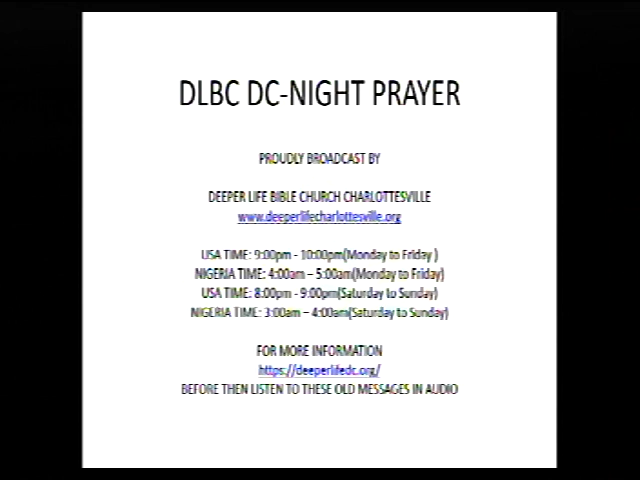 DLBC DC-NIGHT PRAYER
PROUDLY BROADCAST BY
DEEPER LIFE BIBLE CHURCH CHARLOTTESVILLE
www.deeperlifecharlottesville.org
USA TIME: 9:00pm - 10:00pm(Monday to Friday )
NIGERIA TIME: 4:00am – 5:00am(Monday to Friday)
USA TIME: 8:00pm - 9:00pm(Saturday to Sunday)
NIGERIA TIME: 3:00am – 4:00am(Saturday to Sunday)
FOR MORE INFORMATION
https://deeperlifedc.org/
BEFORE THEN LISTEN TO THESE OLD MESSAGES IN AUDIO